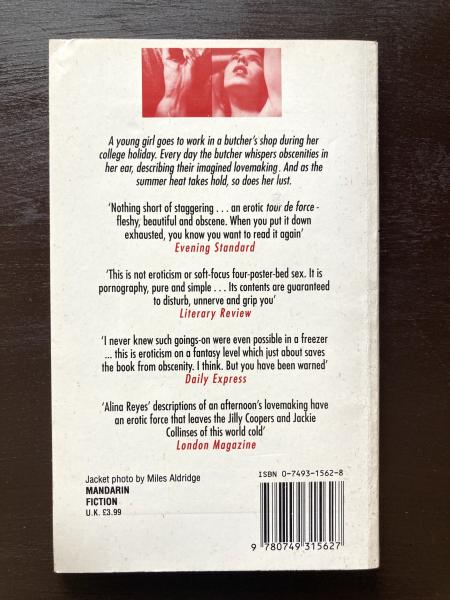 A young girl goes to work in a butcher's shop during her
college holiday. Every day the butcher whispers obscenities in
her ear, describing their imagined lovemaking. And as the
summer heat takes hold, so does her lust.
'Nothing short of staggering . . . an erotic tour de force -
fleshy, beautiful and obscene. When you put it down
exhausted, you know you want to read it again'
Evening Standard
'This is not eroticism or soft-focus four-poster-bed sex. It is
pornography, pure and simple . . . Its contents are guaranteed
to disturb, unnerve and grip you'
Literary Review
'I never knew such goings-on were even possible in a freezer
... this is eroticism on a fantasy level which just about saves
the book from obscenity. I think. But you have been warned'
Daily Express
'Alina Reyes' descriptions of an afternoon's lovemaking have
an erotic force that leaves the Jilly Coopers and Jackie
Collinses of this world cold'
London Magazine
Jacket photo by Miles Aldridge
MANDARIN
FICTION
U.K. £3.99
ISBN 0-7493-1562-8
9 780749 315627